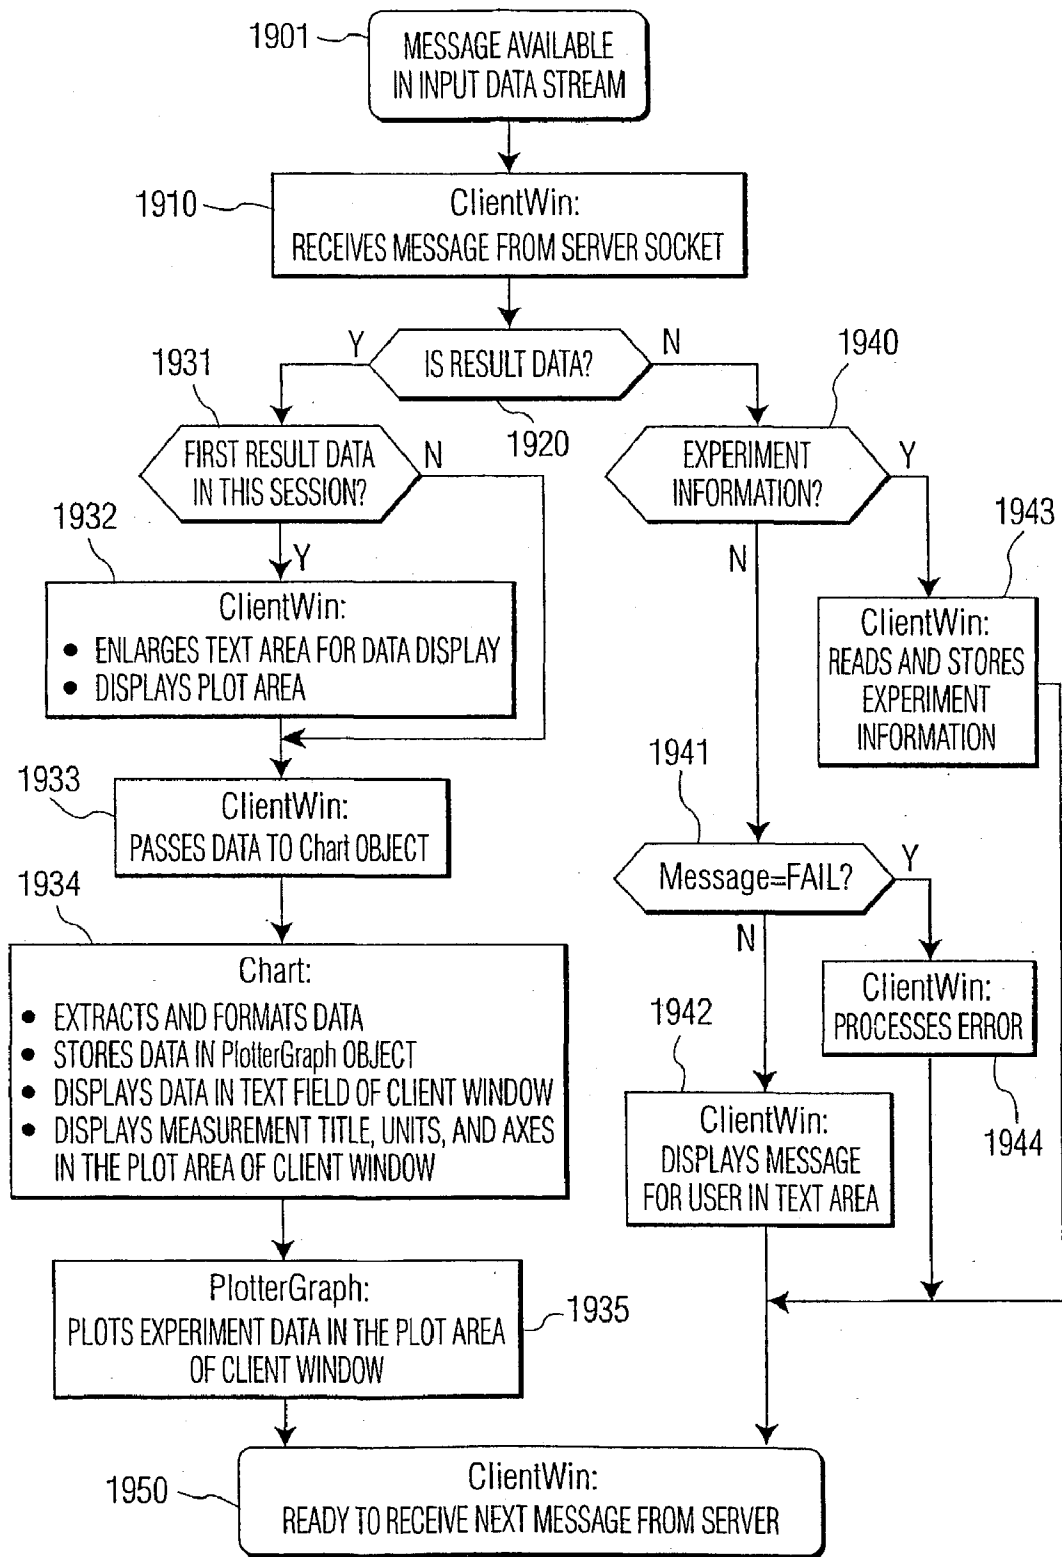 1901
MESSAGE AVAILABLE
IN INPUT DATA STREAM
1910
ClientWin:
RECEIVES MESSAGE FROM SERVER SOCKET
Y
IS RESULT DATA?
N
1920
1931
FIRST RESULT DATA
IN THIS SESSION?
N
Y
1932
ClientWin:
• ENLARGES TEXT AREA FOR DATA DISPLAY
• DISPLAYS PLOT AREA
1933
ClientWin:
PASSES DATA TO Chart OBJECT
1934
Chart:
• EXTRACTS AND FORMATS DATA
• STORES DATA IN PlotterGraph OBJECT
• DISPLAYS DATA IN TEXT FIELD OF CLIENT WINDOW
• DISPLAYS MEASUREMENT TITLE, UNITS, AND AXES
IN THE PLOT AREA OF CLIENT WINDOW
PlotterGraph:
PLOTS EXPERIMENT DATA IN THE PLOT AREA
OF CLIENT WINDOW
1935
1940
EXPERIMENT
INFORMATION?
Y
N
1943
ClientWin:
READS AND STORES
EXPERIMENT
INFORMATION
1941
Message=FAIL?
Y
N
ClientWin:
PROCESSES ERROR
1944
1942
ClientWin:
DISPLAYS MESSAGE
FOR USER IN TEXT AREA
1950
ClientWin:
READY TO RECEIVE NEXT MESSAGE FROM SERVER